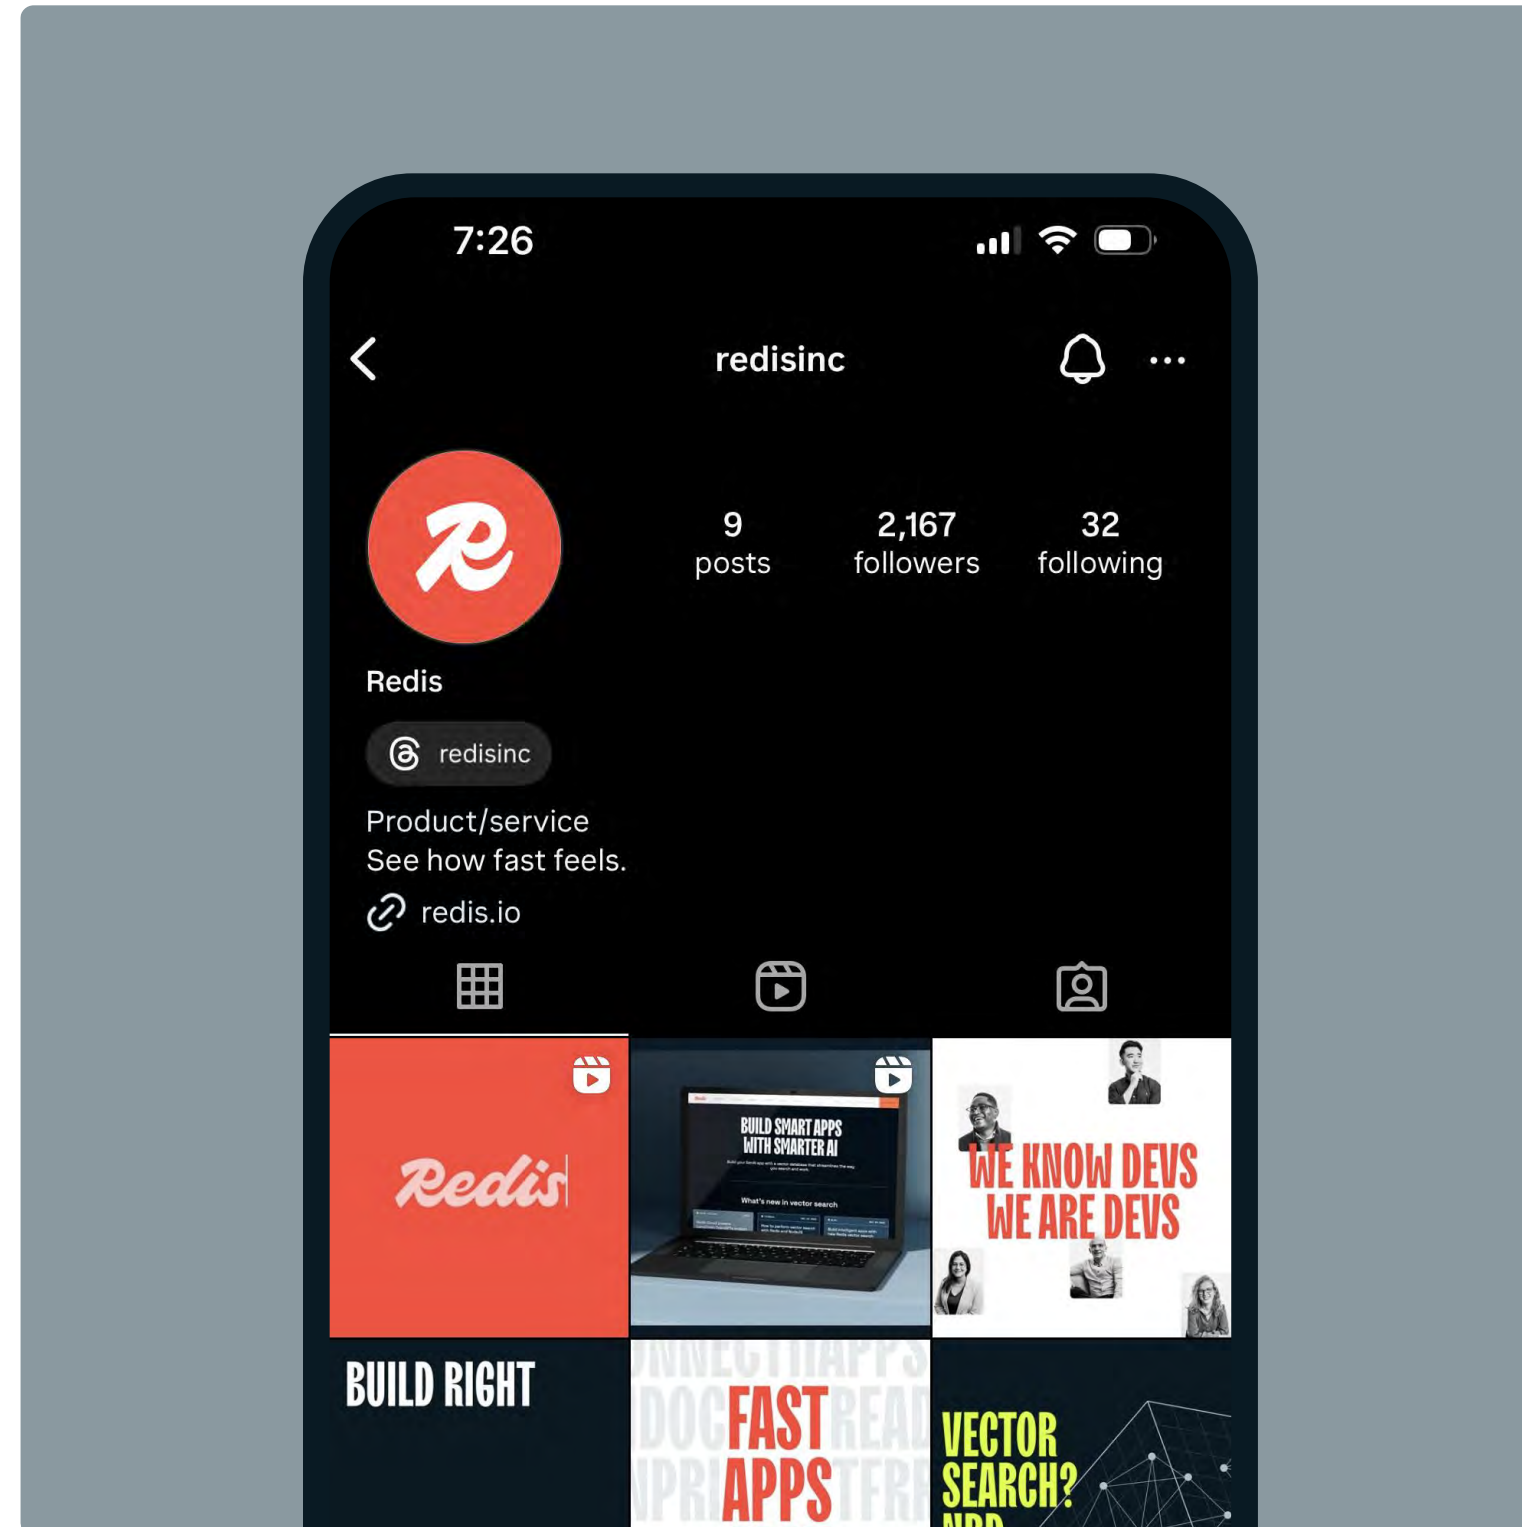 7:26
redisinc
R
9
posts
2,167
followers
32
following
Redis
redisinc
Product/service
See how fast feels.
redis.io
Redis
BUILD SMART APPS
WITH SMARTER AI
What's new in vector search
WE KNOW DEVS
WE ARE DEVS
BUILD RIGHT
FAST
APPS
VECTOR
SEARCH?